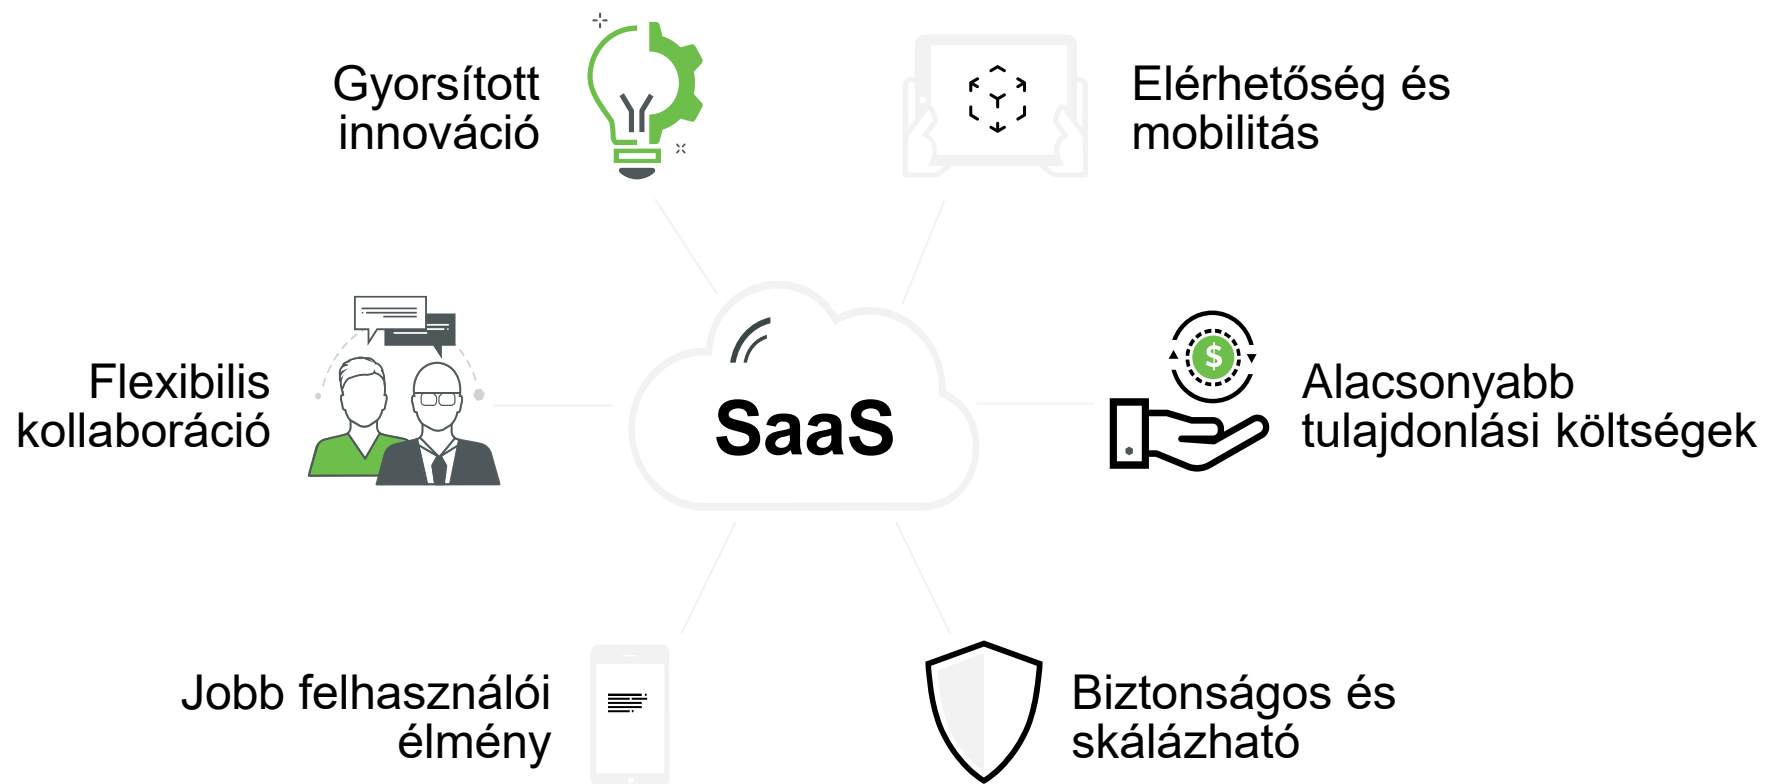 Gyorsított
innováció
Elérhetőség és
mobilitás
Flexibilis
kollaboráció
SaaS
$
Alacsonyabb
tulajdonlási költségek
Jobb felhasználói
élmény
Biztonságos és
skálázható